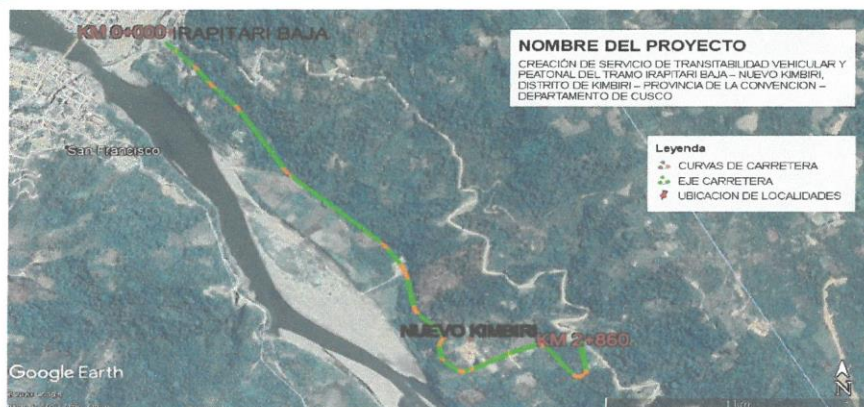 KM 0+000 IRAPITARI BAJA
NOMBRE DEL PROYECTO
CREACIÓN DE SERVICIO DE TRANSITABILIDAD VEHICULAR Y
PEATONAL DEL TRAMO IRAPITARI BAJA – NUEVO KIMBIRI,
DISTRITO DE KIMBIRI – PROVINCIA DE LA CONVENCION –
DEPARTAMENTO DE CUSCO
San Francisco
Leyenda
CURVAS DE CARRETERA
EJE CARRETERA
UBICACION DE LOCALIDADES
NUEVO KIMBIRI
KM 2+860
Google Earth
1 km